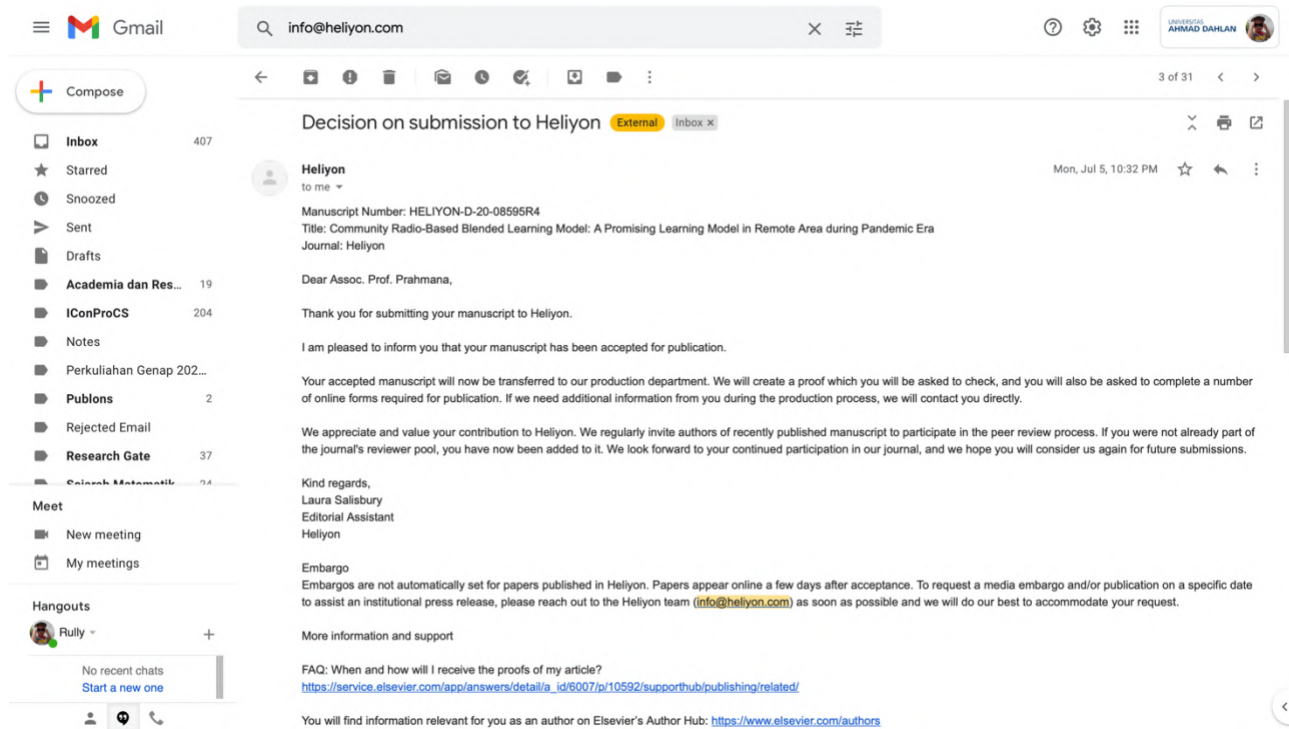 Gmail
info@heliyon.com
UNIVERSITAS
AHMAD DAHLAN
Compose
3 of 31
Inbox 407
Starred
Snoozed
Sent
Drafts
Academia dan Res... 19
IConProCS 204
Notes
Perkuliahan Genap 202...
Publons 2
Rejected Email
Research Gate 37
Sejarah Matematik 24
Meet
New meeting
My meetings
Hangouts
Rully
No recent chats
Start a new one
Decision on submission to Heliyon External Inbox ×
Heliyon Mon, Jul 5, 10:32 PM
to me
Manuscript Number: HELIYON-D-20-08595R4
Title: Community Radio-Based Blended Learning Model: A Promising Learning Model in Remote Area during Pandemic Era
Journal: Heliyon
Dear Assoc. Prof. Prahmana,
Thank you for submitting your manuscript to Heliyon.
I am pleased to inform you that your manuscript has been accepted for publication.
Your accepted manuscript will now be transferred to our production department. We will create a proof which you will be asked to check, and you will also be asked to complete a number
of online forms required for publication. If we need additional information from you during the production process, we will contact you directly.
We appreciate and value your contribution to Heliyon. We regularly invite authors of recently published manuscript to participate in the peer review process. If you were not already part of
the journal's reviewer pool, you have now been added to it. We look forward to your continued participation in our journal, and we hope you will consider us again for future submissions.
Kind regards,
Laura Salisbury
Editorial Assistant
Heliyon
Embargo
Embargos are not automatically set for papers published in Heliyon. Papers appear online a few days after acceptance. To request a media embargo and/or publication on a specific date
to assist an institutional press release, please reach out to the Heliyon team (info@heliyon.com) as soon as possible and we will do our best to accommodate your request.
More information and support
FAQ: When and how will I receive the proofs of my article?
https://service.elsevier.com/app/answers/detail/a_id/6007/p/10592/supporthub/publishing/related/
You will find information relevant for you as an author on Elsevier's Author Hub: https://www.elsevier.com/authors